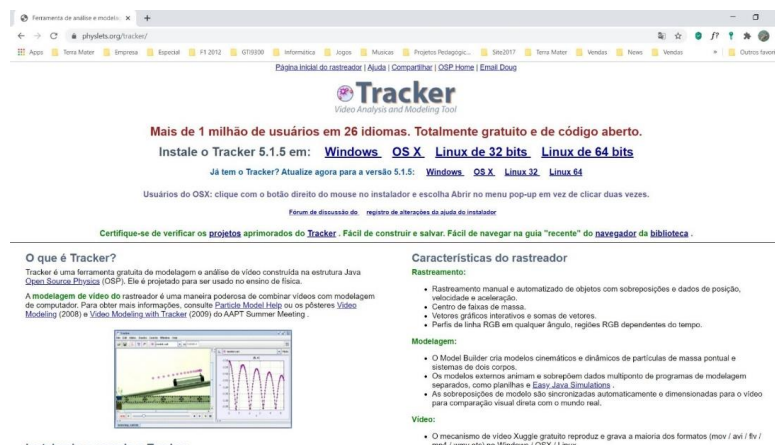 Ferramenta de análise e modela
physlets.org/tracker/
Apps Terra Mater Empresa Especial F1 2012 GTI9300 Informatica Jogos Musicas Projetos Pedagogic... Site2017 Terra Mater Vendas News Vendas » Outros favori
Página inicial do rastreador | Ajuda | Compartilhar | OSP Home | Email Doug
Tracker
Video Analysis and Modeling Tool
Mais de 1 milhão de usuários em 26 idiomas. Totalmente gratuito e de código aberto.
Instale o Tracker 5.1.5 em: Windows OS X Linux de 32 bits Linux de 64 bits
Já tem o Tracker? Atualize agora para a versão 5.1.5: Windows OS X Linux 32 Linux 64
Usuários do OSX: clique com o botão direito do mouse no instalador e escolha Abrir no menu pop-up em vez de clicar duas vezes.
Fórum de discussão do registro de alterações da ajuda do instalador
Certifique-se de verificar os projetos aprimorados do Tracker . Fácil de construir e salvar. Fácil de navegar na guia "recente" do navegador da biblioteca .
O que é Tracker?
Tracker é uma ferramenta gratuita de modelagem e análise de vídeo construída na estrutura Java
Open Source Physics (OSP). Ele é projetado para ser usado no ensino de física.
A modelagem de vídeo do rastreador é uma maneira poderosa de combinar vídeos com modelagem
de computador. Para obter mais informações, consulte Particle Model Help ou os pôsteres Video
Modeling (2008) e Video Modeling with Tracker (2009) do AAPT Summer Meeting .
Características do rastreador
Rastreamento:
• Rastreamento manual e automatizado de objetos com sobreposições e dados de posição,
velocidade e aceleração.
• Centro de faixas de massa.
• Vetores gráficos interativos e somas de vetores.
• Perfis de linha RGB em qualquer ângulo, regiões RGB dependentes do tempo.
Modelagem:
• O Model Builder cria modelos cinemáticos e dinâmicos de partículas de massa pontual e
sistemas de dois corpos.
• Os modelos externos animam e sobrepõem dados multiponto de programas de modelagem
separados, como planilhas e Easy Java Simulations .
• As sobreposições de modelo são sincronizadas automaticamente e dimensionadas para o vídeo
para comparação visual direta com o mundo real.
Vídeo:
• O mecanismo de vídeo Xuggle gratuito reproduz e grava a maioria dos formatos (mov / avi / flv /